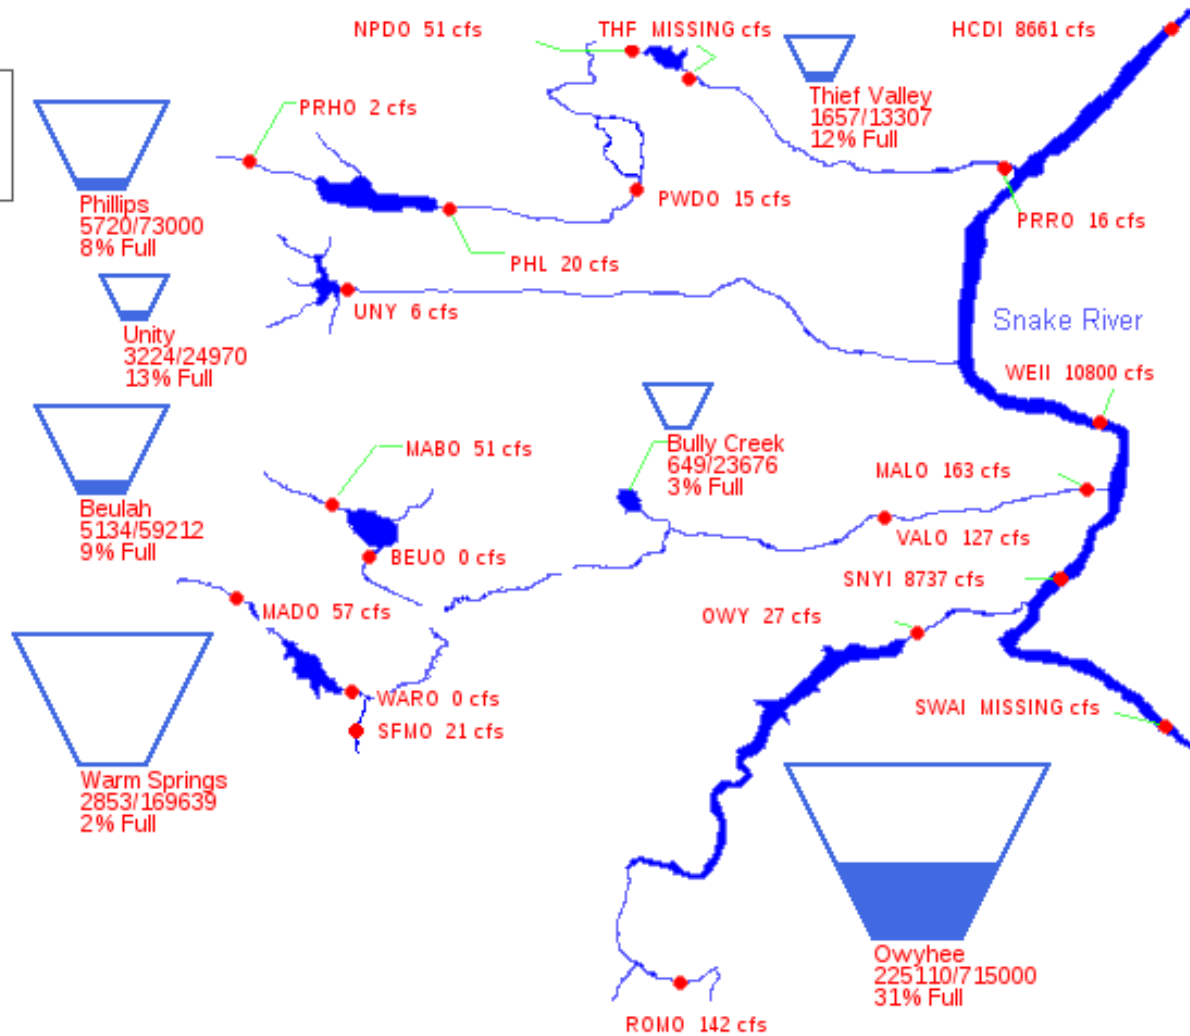 NPDO 51 cfs
THF MISSING cfs
HCDI 8661 cfs
Thief Valley
1657/13307
12% Full
PRHO 2 cfs
Phillips
5720/73000
8% Full
PWDO 15 cfs
PRRO 16 cfs
PHL 20 cfs
UNY 6 cfs
Snake River
Unity
3224/24970
13% Full
WEII 10800 cfs
MABO 51 cfs
Bully Creek
649/23676
3% Full
MALO 163 cfs
Beulah
5134/59212
9% Full
VALO 127 cfs
BEUO 0 cfs
SNYI 8737 cfs
MADO 57 cfs
OWY 27 cfs
WARO 0 cfs
SFMO 21 cfs
SWAI MISSING cfs
Warm Springs
2853/169639
2% Full
Owyhee
225110/715000
31% Full
ROMO 142 cfs